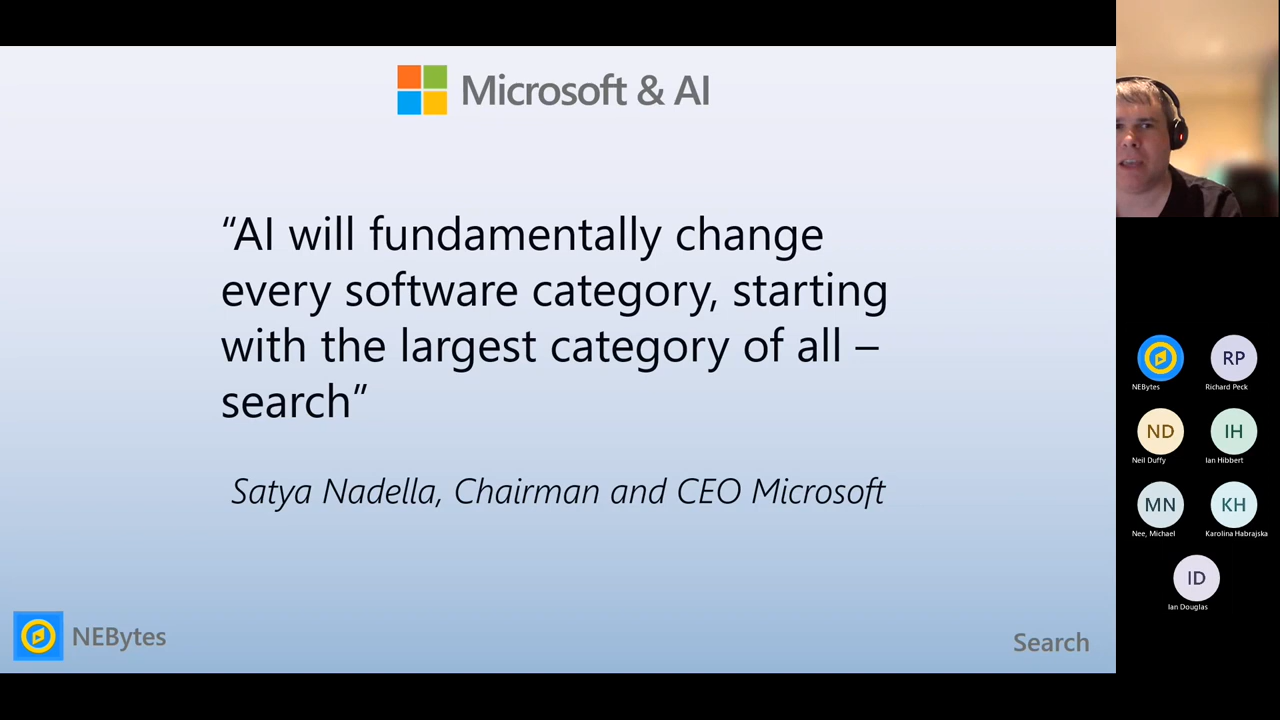 Microsoft & AI
“AI will fundamentally change
every software category, starting
with the largest category of all –
search”
Satya Nadella, Chairman and CEO Microsoft
NEBytes
Search
NEBytes
RP
Richard Peck
ND
Neil Duffy
IH
Ian Hibbert
MN
Nee, Michael
KH
Karolina Habrajska
ID
Ian Douglas